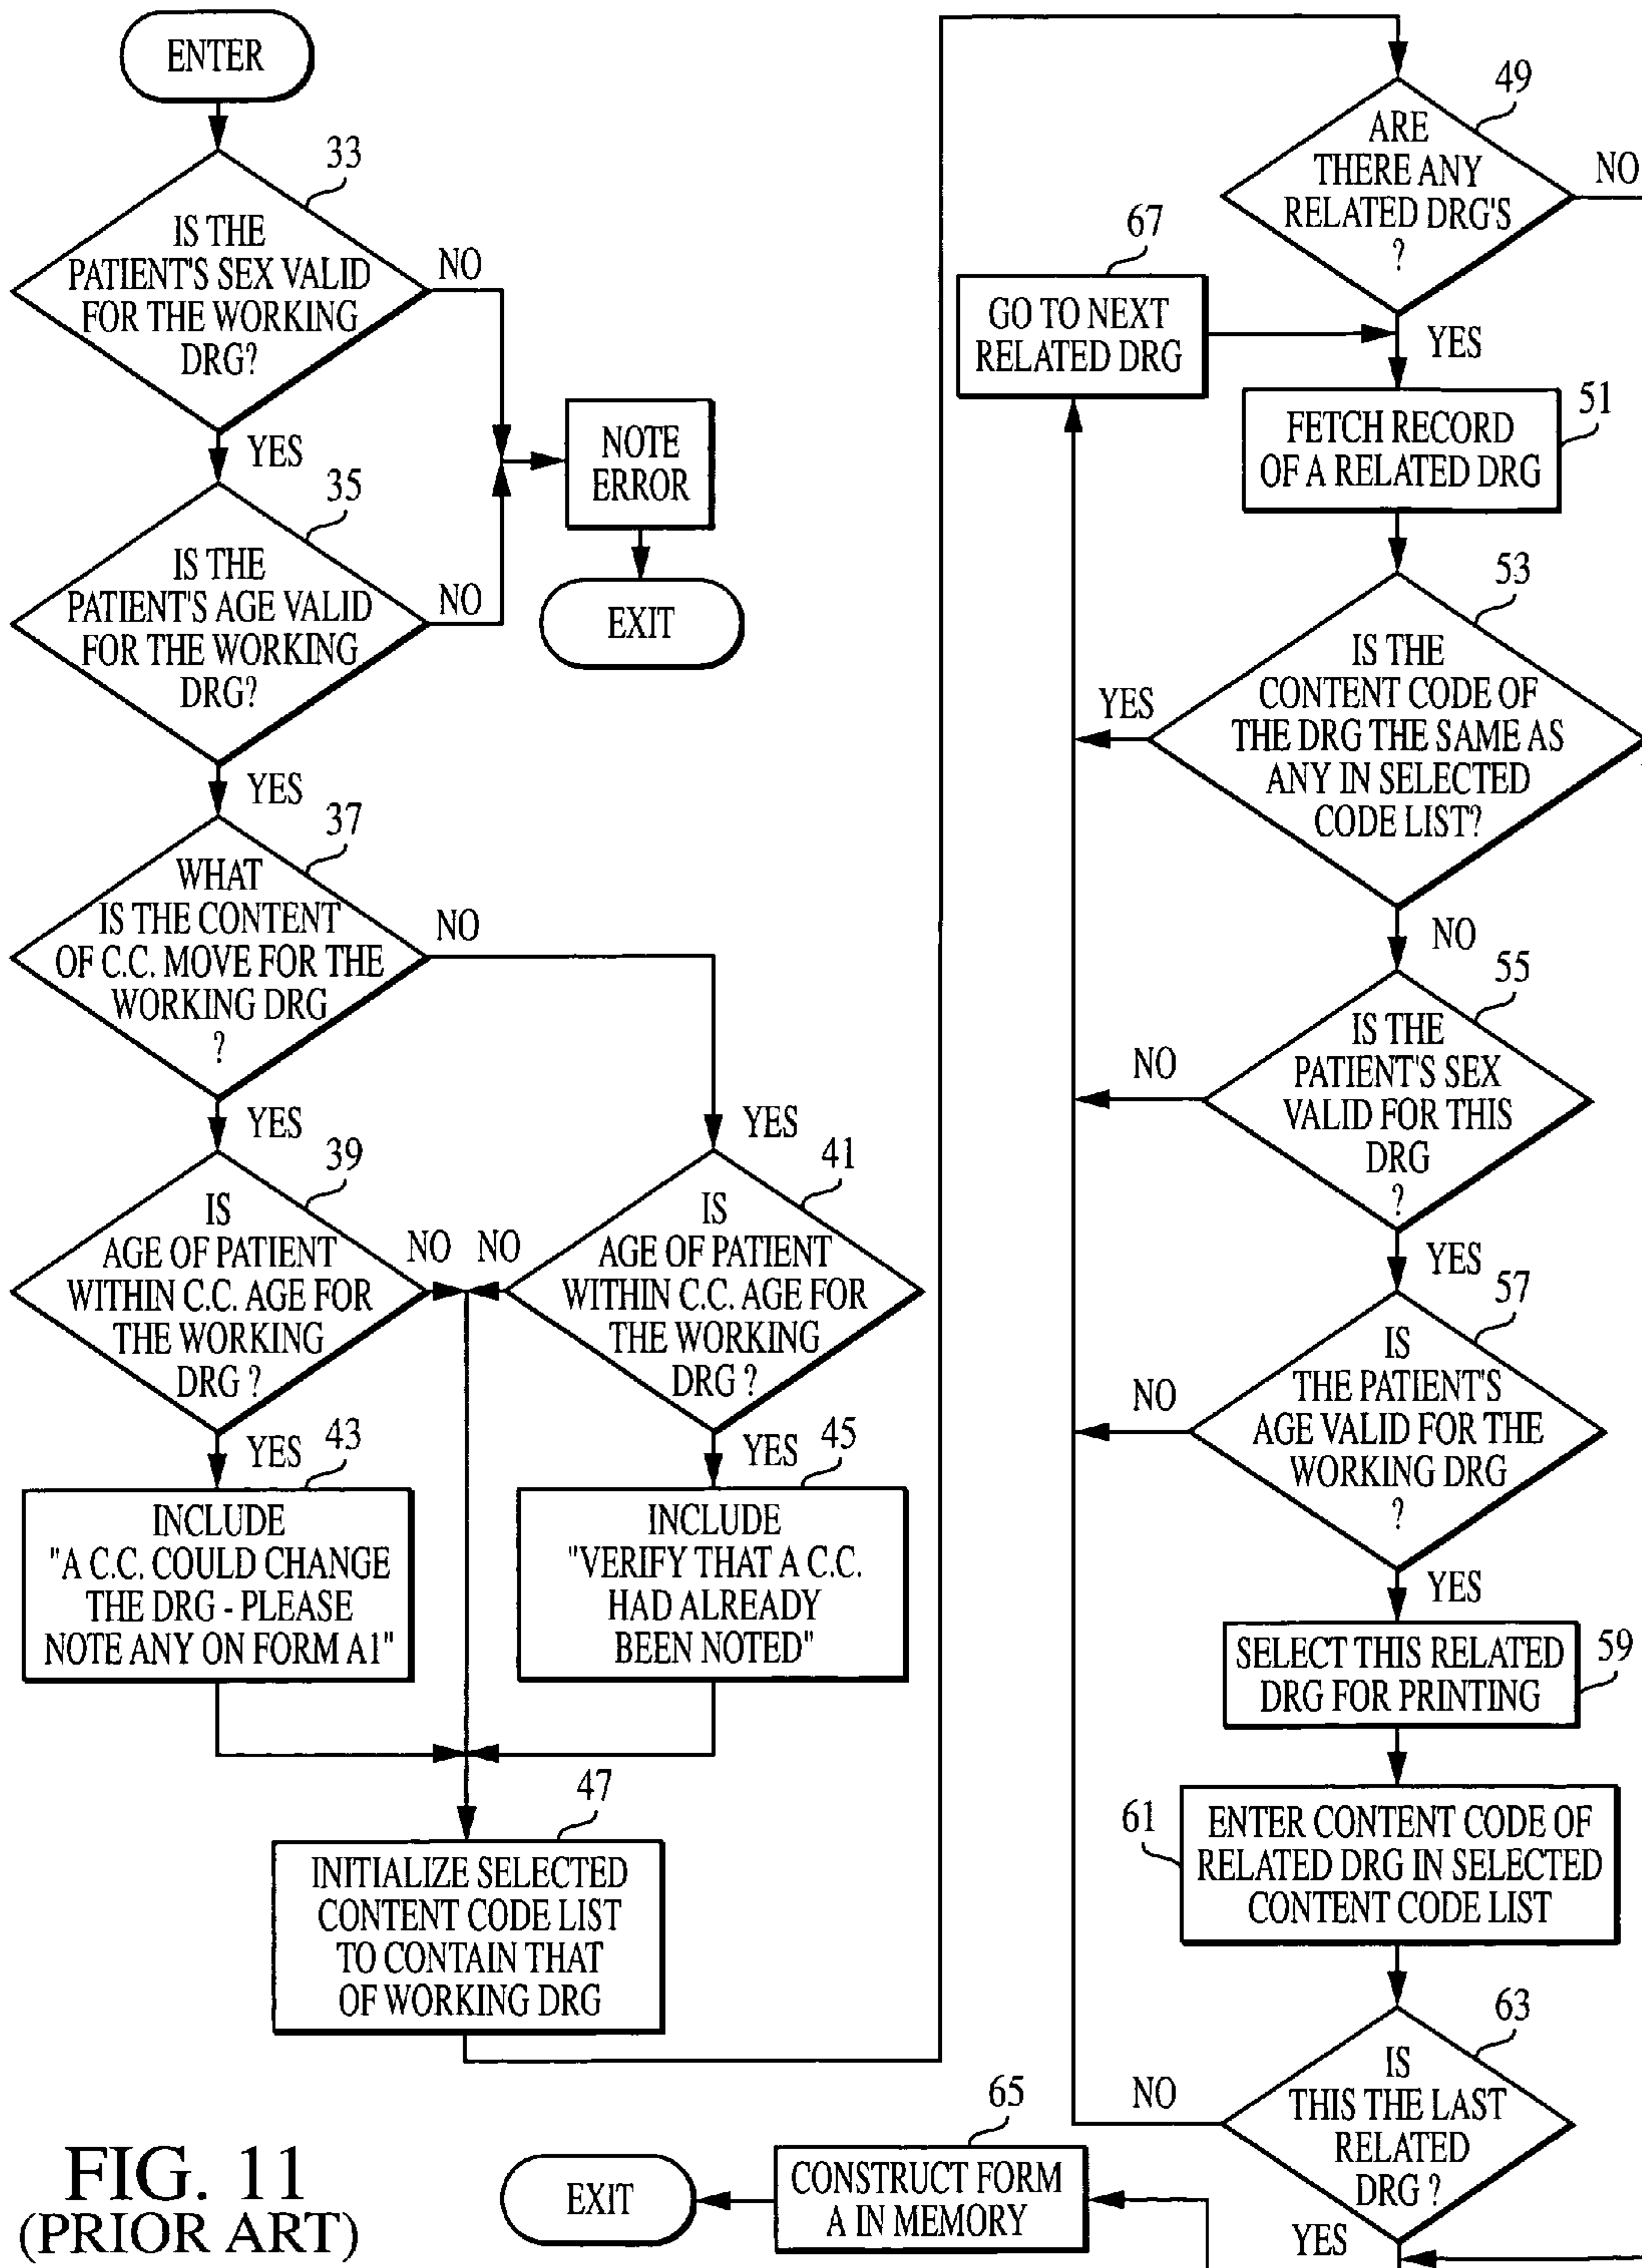 ENTER
33
IS THE
PATIENT'S SEX VALID
FOR THE WORKING
DRG?
NO
YES
35
IS THE
PATIENT'S AGE VALID
FOR THE WORKING
DRG?
NO
NOTE
ERROR
EXIT
YES
37
WHAT
IS THE CONTENT
OF C.C. MOVE FOR THE
WORKING DRG
?
NO
YES
YES
39
IS
AGE OF PATIENT
WITHIN C.C. AGE FOR
THE WORKING
DRG ?
NO
NO
41
IS
AGE OF PATIENT
WITHIN C.C. AGE FOR
THE WORKING
DRG ?
YES
43
INCLUDE
"A C.C. COULD CHANGE
THE DRG - PLEASE
NOTE ANY ON FORM A1"
YES
45
INCLUDE
"VERIFY THAT A C.C.
HAD ALREADY
BEEN NOTED"
47
INITIALIZE SELECTED
CONTENT CODE LIST
TO CONTAIN THAT
OF WORKING DRG
49
ARE
THERE ANY
RELATED DRG'S
?
NO
67
GO TO NEXT
RELATED DRG
YES
51
FETCH RECORD
OF A RELATED DRG
53
IS THE
CONTENT CODE OF
THE DRG THE SAME AS
ANY IN SELECTED
CODE LIST?
YES
NO
55
IS THE
PATIENT'S SEX
VALID FOR THIS
DRG
?
NO
YES
57
IS
THE PATIENT'S
AGE VALID FOR THE
WORKING DRG
?
NO
YES
59
SELECT THIS RELATED
DRG FOR PRINTING
61
ENTER CONTENT CODE OF
RELATED DRG IN SELECTED
CONTENT CODE LIST
63
IS
THIS THE LAST
RELATED
DRG ?
NO
YES
65
CONSTRUCT FORM
A IN MEMORY
EXIT
FIG. 11
(PRIOR ART)